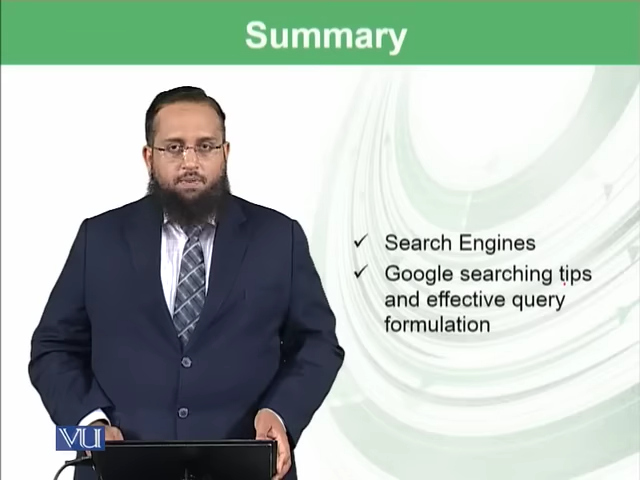 Summary
✓ Search Engines
✓ Google searching tips
and effective query
formulation
VU